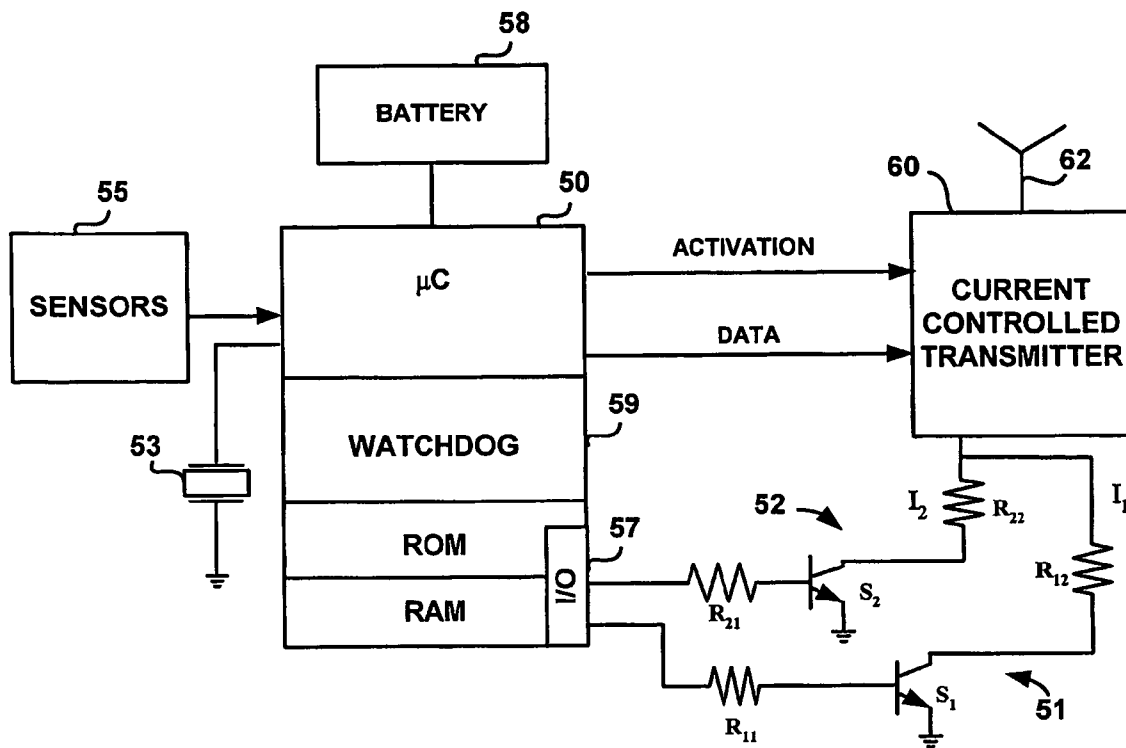 58
BATTERY
55
SENSORS
50
µC
ACTIVATION
DATA
60
62
CURRENT
CONTROLLED
TRANSMITTER
53
WATCHDOG
59
ROM
RAM
I/O
57
52
I₂
R₂₂
I₁
R₁₂
R₂₁
S₂
R₁₁
S₁
51